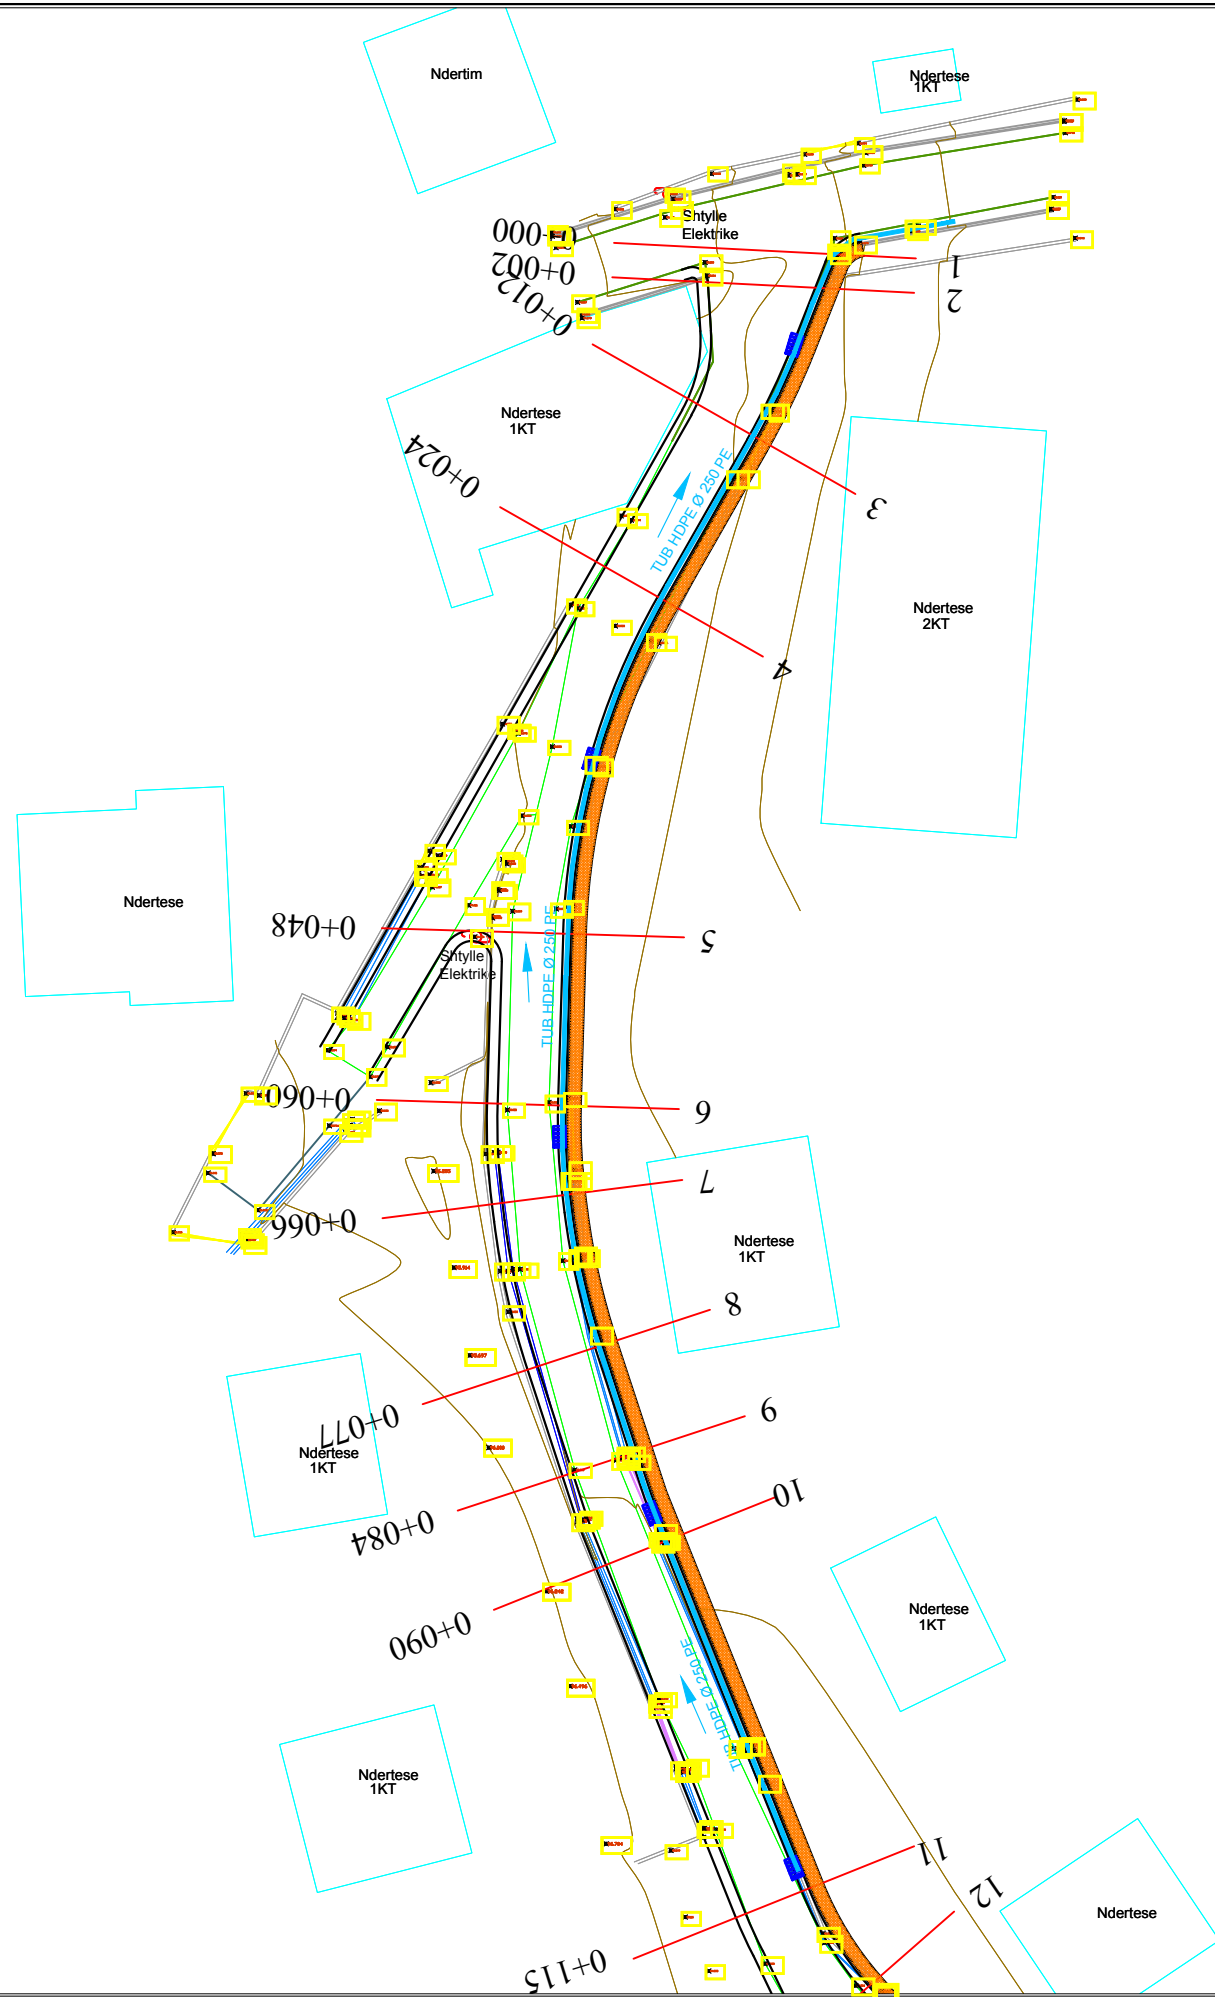 Ndertim
Ndertese
1KT
Shtylle
Elektrike
0+000
1
0+002
2
0+012
Ndertese
1KT
0+024
TUB HDPE Ø 250 PE
3
Ndertese
2KT
4
Ndertese
0+048
5
Shtylle
Elektrike
TUB HDPE Ø 250 PE
0+060
6
7
0+066
Ndertese
1KT
8
0+077
9
Ndertese
1KT
10
0+084
0+090
Ndertese
1KT
TUB HDPE Ø 250 PE
Ndertese
1KT
11
12
Ndertese
0+115